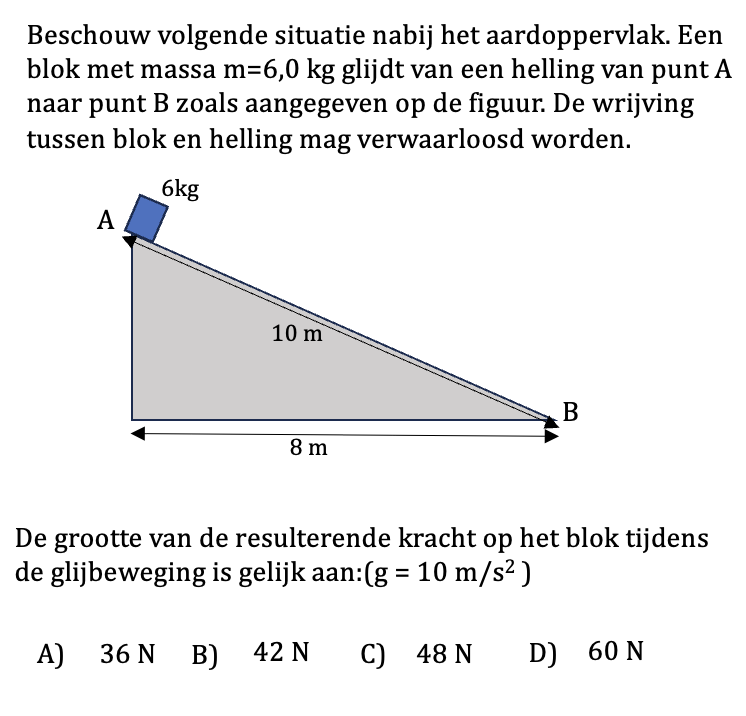 Beschouw volgende situatie nabij het aardoppervlak. Een
blok met massa m=6,0 kg glijdt van een helling van punt A
naar punt B zoals aangegeven op de figuur. De wrijving
tussen blok en helling mag verwaarloosd worden.
6kg
A
10 m
B
8 m
De grootte van de resulterende kracht op het blok tijdens
de glijbeweging is gelijk aan:(g = 10 m/s² )
A) 36 N B) 42 N C) 48 N D) 60 N